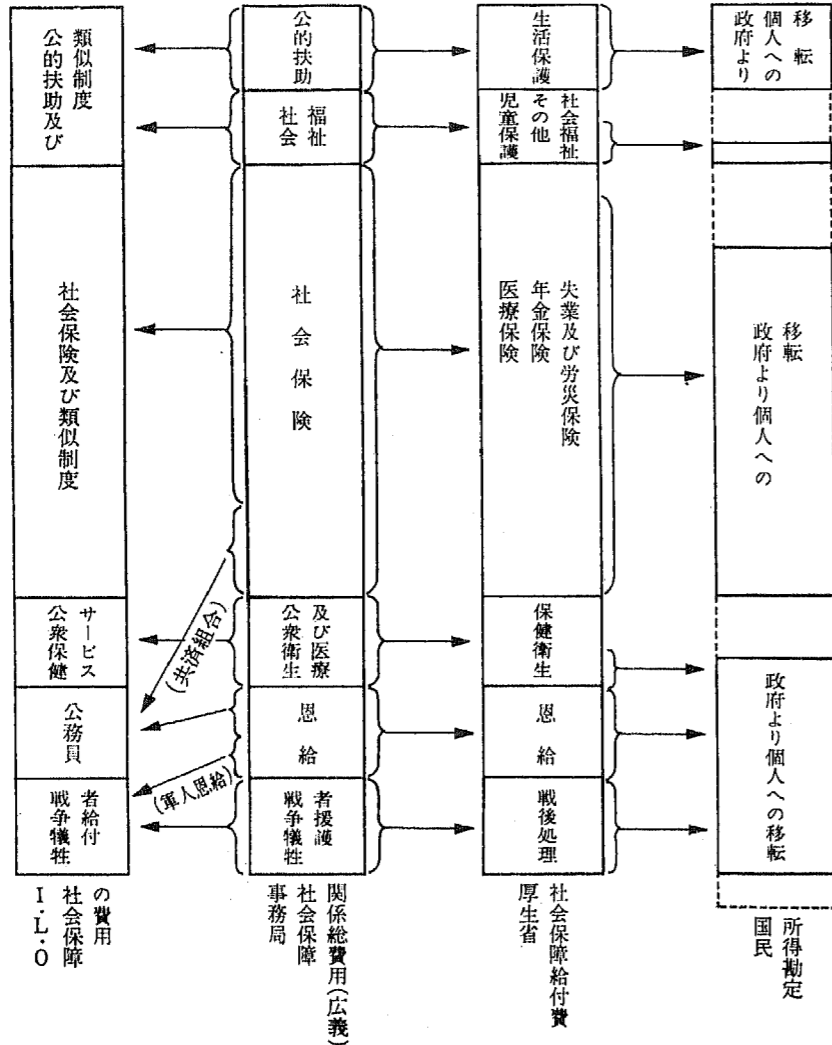 公的扶助及び
類似制度
社会保険及び類似制度
公衆保健
サービス
公務員
戦争犠牲
者給付
I・L・O
社会保障
の費用
(共済組合)
(軍人恩給)
公的扶助
社会
福祉
社会保険
公衆衛生
及び医療
恩給
戦争犠牲
者援護
事務局
社会保障
関係総費用(広義)
生活保護
児童保護
その他
社会福祉
医療保険
年金保険
失業及び労災保険
保健衛生
恩給
戦後処理
厚生省
社会保障給付費
政府より
個人への
移転
政府より個人への
移転
政府より個人への移転
国民
所得勘定